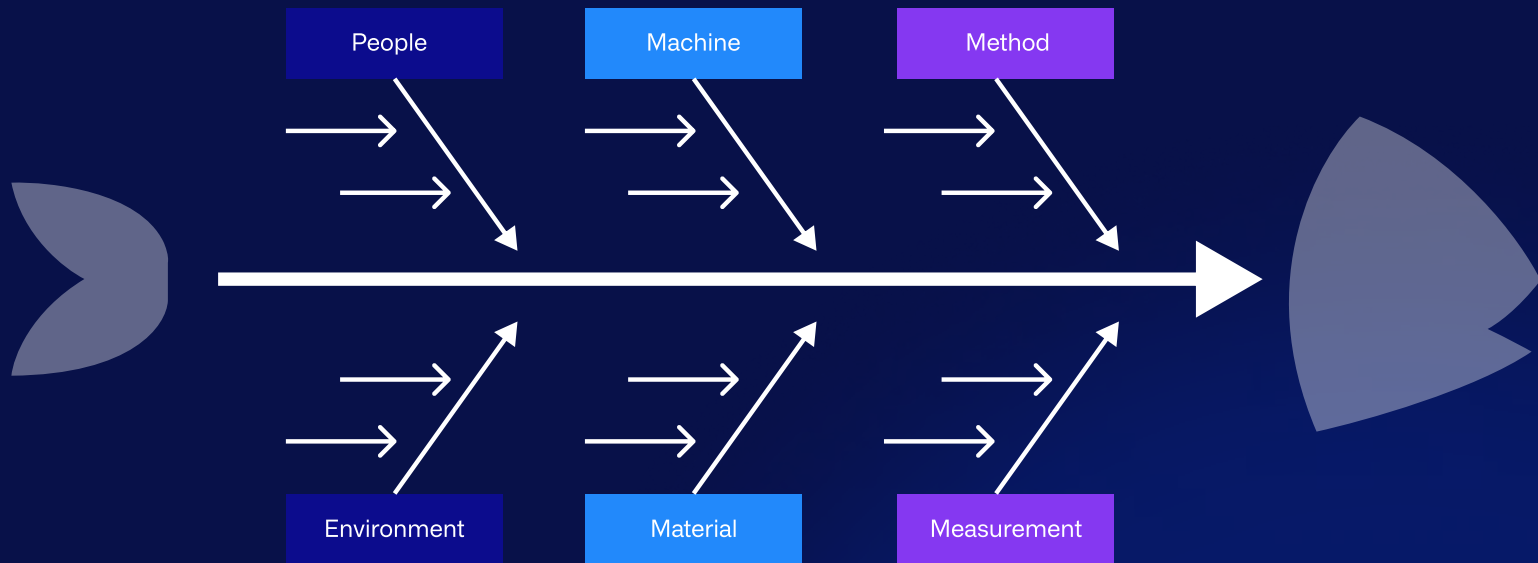 People
Machine
Method
Environment
Material
Measurement